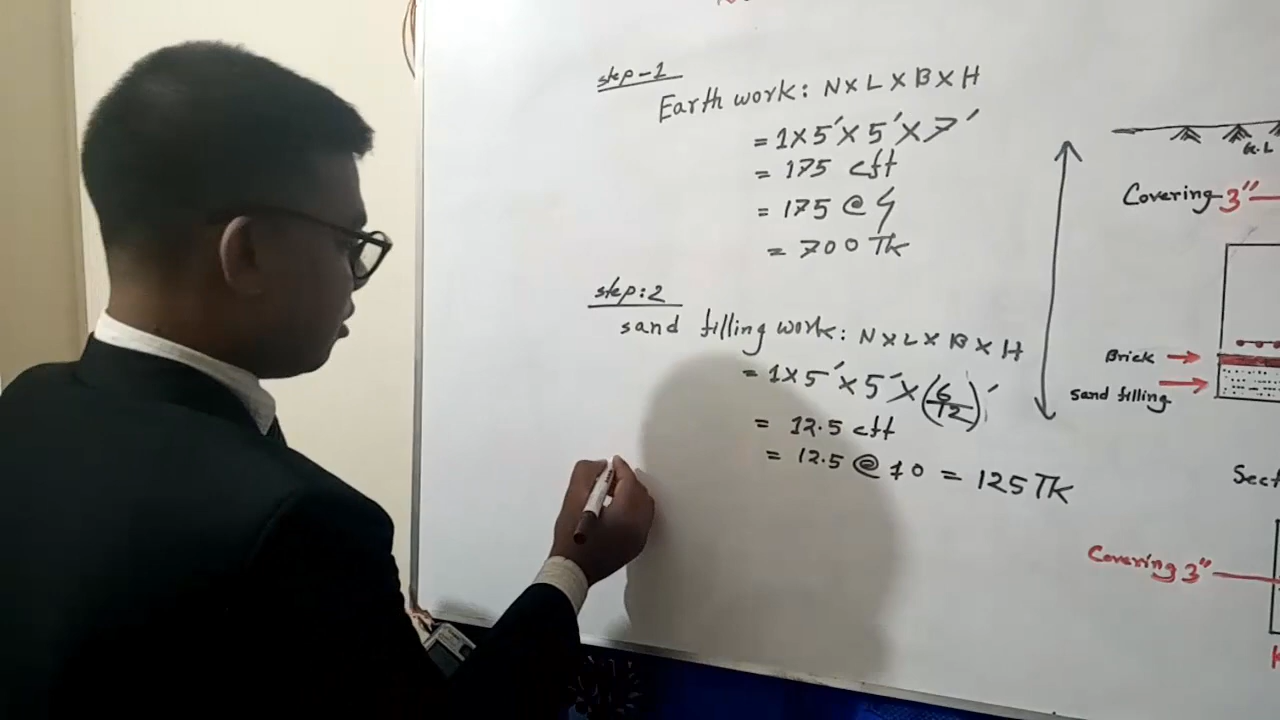 step-1
Earth work: N×L×B×H
= 1×5'×5'×7'
= 175 cft
= 175 @ 4
= 700 Tk
step:2
sand filling work: N×L×B×H
= 1×5'×5'×(6/12)'
= 12.5 cft
= 12.5 @ 10 = 125 TK
G.L
Covering 3"
Brick
sand filling
Sect
Covering 3"